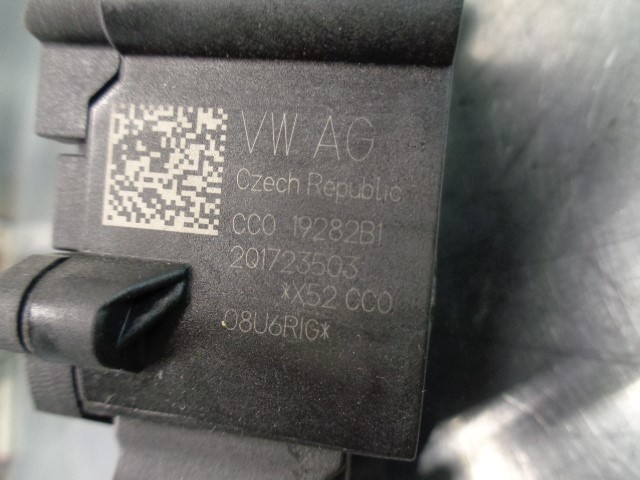 VW AG
Czech Republic
CC0 19282B1
201723503
*X52 CC0
08U6RIG*